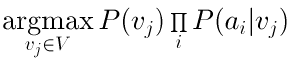 argmax P(v_j) ∏ P(a_i|v_j)
v_j∈V i